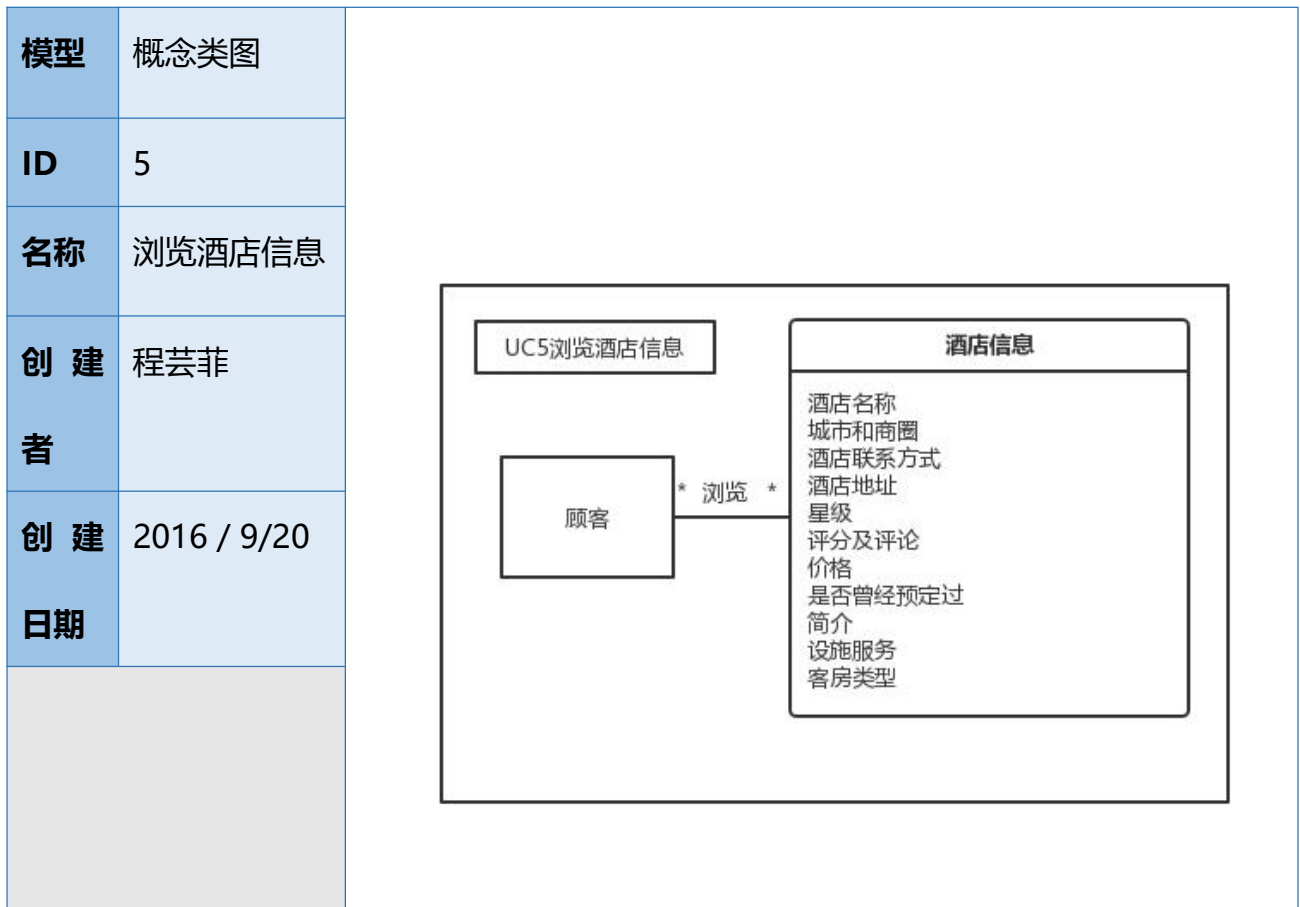 模型 概念类图
ID 5
名称 浏览酒店信息
创 建
者
程芸菲
创 建
日期
2016 / 9/20
UC5浏览酒店信息
顾客
* 浏览 *
酒店信息
酒店名称
城市和商圈
酒店联系方式
酒店地址
星级
评分及评论
价格
是否曾经预定过
简介
设施服务
客房类型